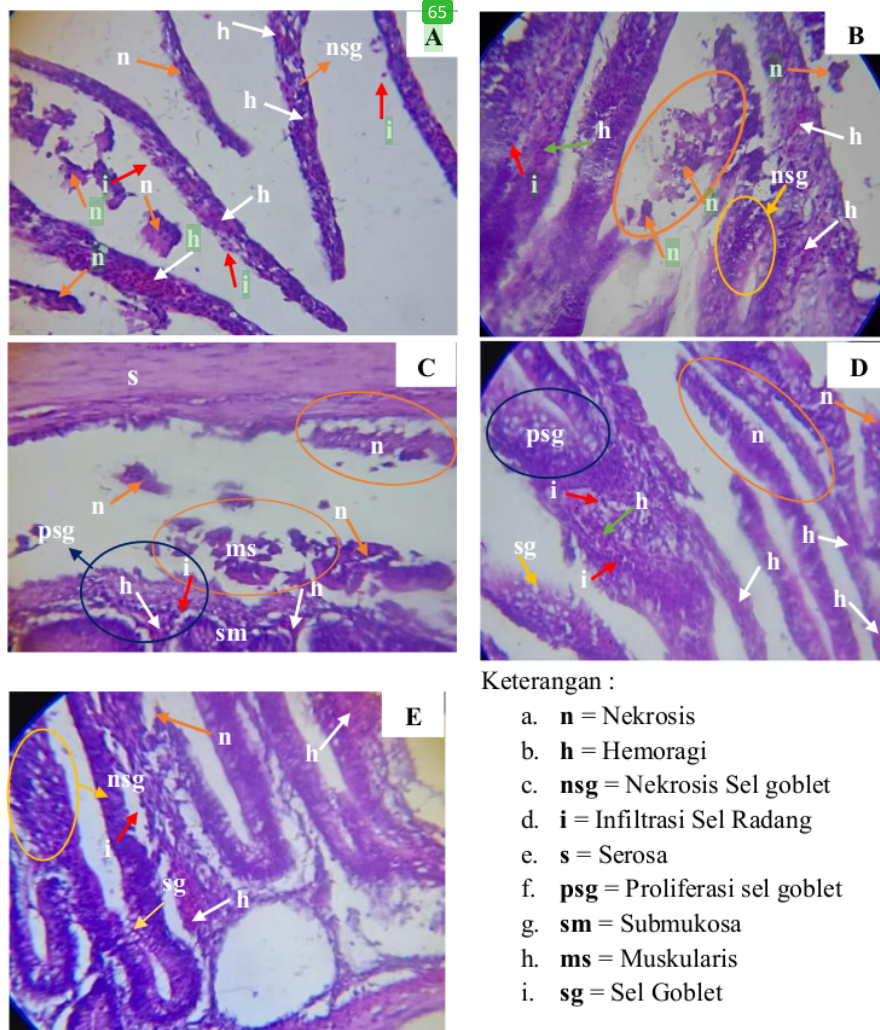 65
A
h
n
nsg
h
i
i
n
h
n
h
n
i
B
n
h
h
i
nsg
n
h
n
C
s
n
n
n
psg
ms
i
h
h
sm
D
n
psg
n
i
h
sg
h
i
h
h
E
n
h
nsg
i
sg
h
Keterangan :
a. n = Nekrosis
b. h = Hemoragi
c. nsg = Nekrosis Sel goblet
d. i = Infiltrasi Sel Radang
e. s = Serosa
f. psg = Proliferasi sel goblet
g. sm = Submukosa
h. ms = Muskularis
i. sg = Sel Goblet